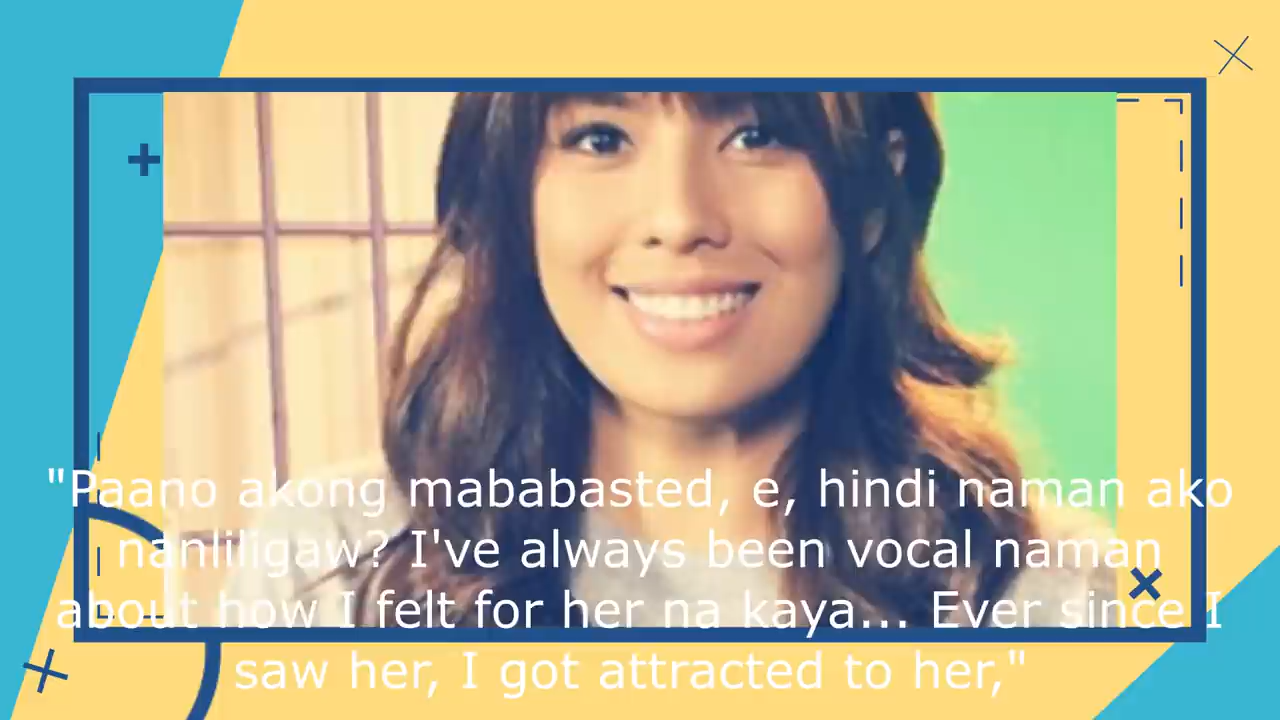 "Paano akong mababasted, e, hindi naman ako
nanliligaw? I've always been vocal naman
about how I felt for her na kaya... Ever since I
saw her, I got attracted to her,"